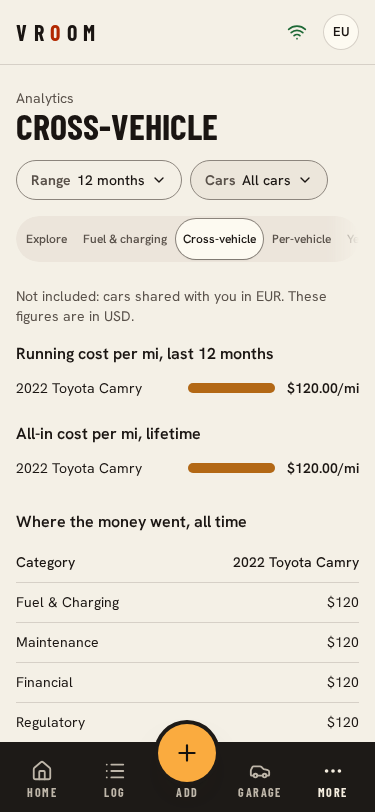 VROOM
EU
Analytics
CROSS-VEHICLE
Range 12 months
Cars All cars
Explore
Fuel & charging
Cross-vehicle
Per-vehicle
Not included: cars shared with you in EUR. These
figures are in USD.
Running cost per mi, last 12 months
2022 Toyota Camry $120.00/mi
All-in cost per mi, lifetime
2022 Toyota Camry $120.00/mi
Where the money went, all time
Category 2022 Toyota Camry
Fuel & Charging $120
Maintenance $120
Financial $120
Regulatory $120
HOME
LOG
ADD
GARAGE
MORE